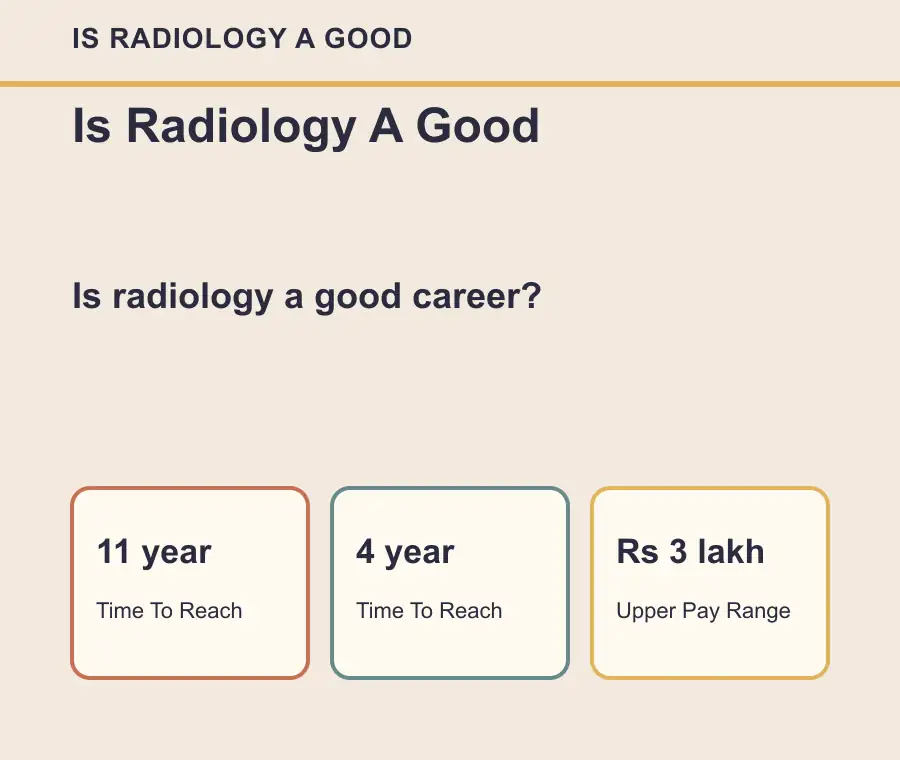 IS RADIOLOGY A GOOD
Is Radiology A Good
Is radiology a good career?
11 year
Time To Reach
4 year
Time To Reach
Rs 3 lakh
Upper Pay Range